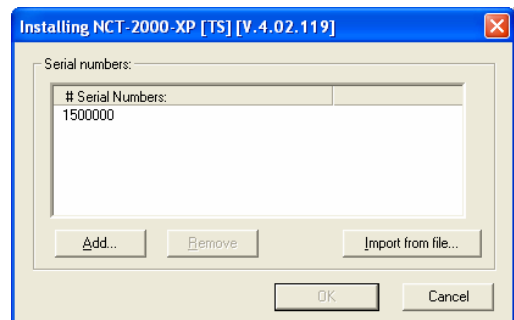 Installing NCT-2000-XP [TS] [V.4.02.119]
Serial numbers:
# Serial Numbers:
1500000
Add... Remove Import from file...
OK Cancel